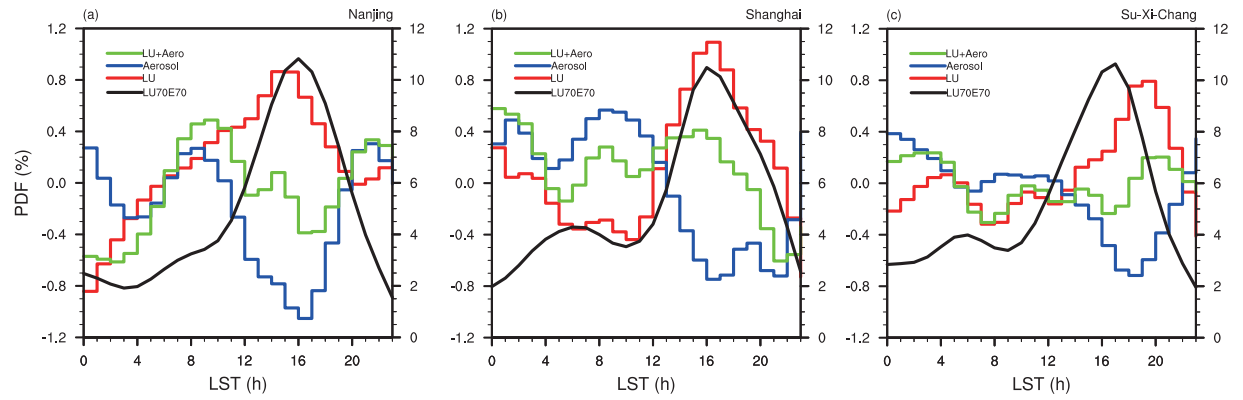 (a) Nanjing
(b) Shanghai
(c) Su-Xi-Chang
PDF (%)
1.2
0.8
0.4
0.0
-0.4
-0.8
-1.2
LU+Aero
Aerosol
LU
LU70E70
12
10
8
6
4
2
0
0 4 8 12 16 20
LST (h)
1.2
0.8
0.4
0.0
-0.4
-0.8
-1.2
LU+Aero
Aerosol
LU
LU70E70
12
10
8
6
4
2
0
0 4 8 12 16 20
LST (h)
1.2
0.8
0.4
0.0
-0.4
-0.8
-1.2
LU+Aero
Aerosol
LU
LU70E70
12
10
8
6
4
2
0
0 4 8 12 16 20
LST (h)